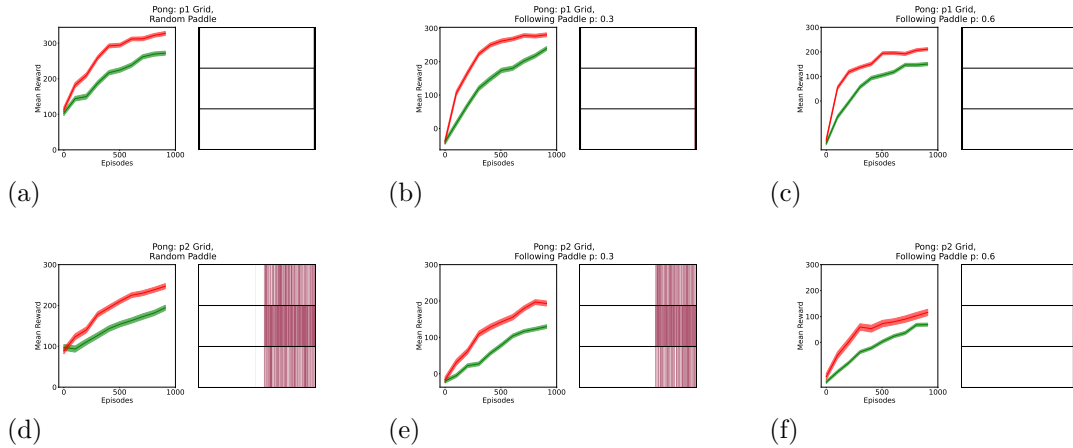 Pong: p1 Grid,
Random Paddle
300
200
100
0
Mean Reward
0
500
1000
Episodes
(a)
Pong: p1 Grid,
Following Paddle p: 0.3
300
200
100
0
Mean Reward
0
500
1000
Episodes
(b)
Pong: p1 Grid,
Following Paddle p: 0.6
300
200
100
0
Mean Reward
0
500
1000
Episodes
(c)
Pong: p2 Grid,
Random Paddle
300
200
100
0
Mean Reward
0
500
1000
Episodes
(d)
Pong: p2 Grid,
Following Paddle p: 0.3
300
200
100
0
Mean Reward
0
500
1000
Episodes
(e)
Pong: p2 Grid,
Following Paddle p: 0.6
300
200
100
0
Mean Reward
0
500
1000
Episodes
(f)